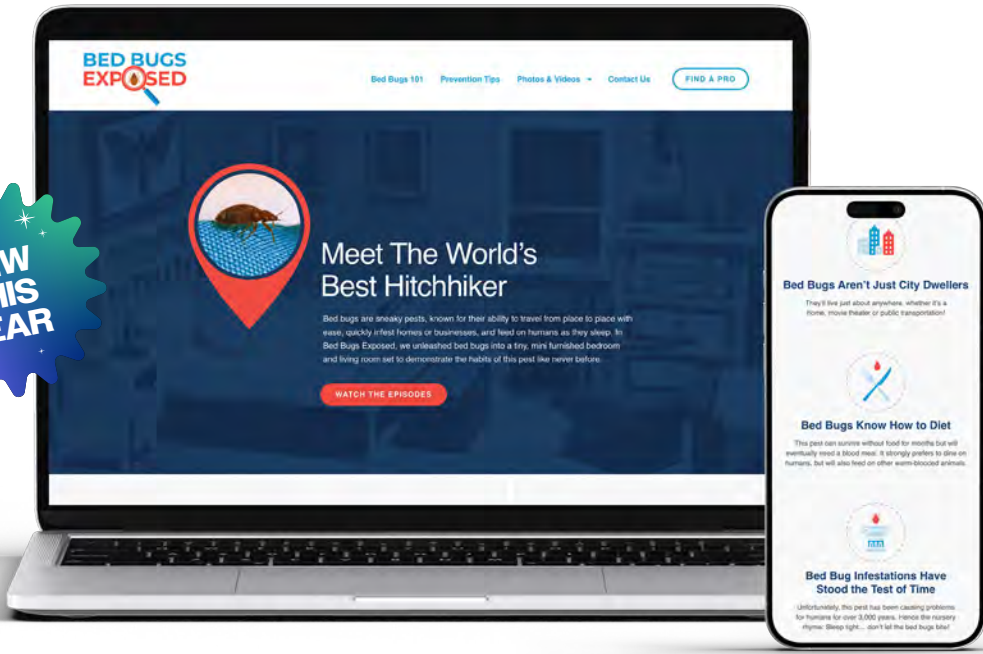 BED BUGS
EXPOSED
Bed Bugs 101 Prevention Tips Photos & Videos Contact Us FIND A PRO
Meet The World's
Best Hitchhiker
Bed bugs are sneaky pests, known for their ability to travel from place to place with
ease, quickly infest homes or businesses, and feed on humans as they sleep. In
Bed Bugs Exposed, we unleashed bed bugs into a tiny, mini furnished bedroom
and living room set to demonstrate the habits of this pest like never before.
WATCH THE EPISODES
W
HIS
EAR
Bed Bugs Aren't Just City Dwellers
They'll live just about anywhere, whether it's a
home, movie theater or public transportation!
Bed Bugs Know How to Diet
This pest can survive without food for months but will
eventually need a blood meal. It strongly prefers to dine on
humans, but will also feed on other warm-blooded animals.
Bed Bug Infestations Have
Stood the Test of Time
Unfortunately, this pest has been causing problems
for humans for over 3,000 years. Hence the nursery
rhyme: Sleep tight... don't let the bed bugs bite!